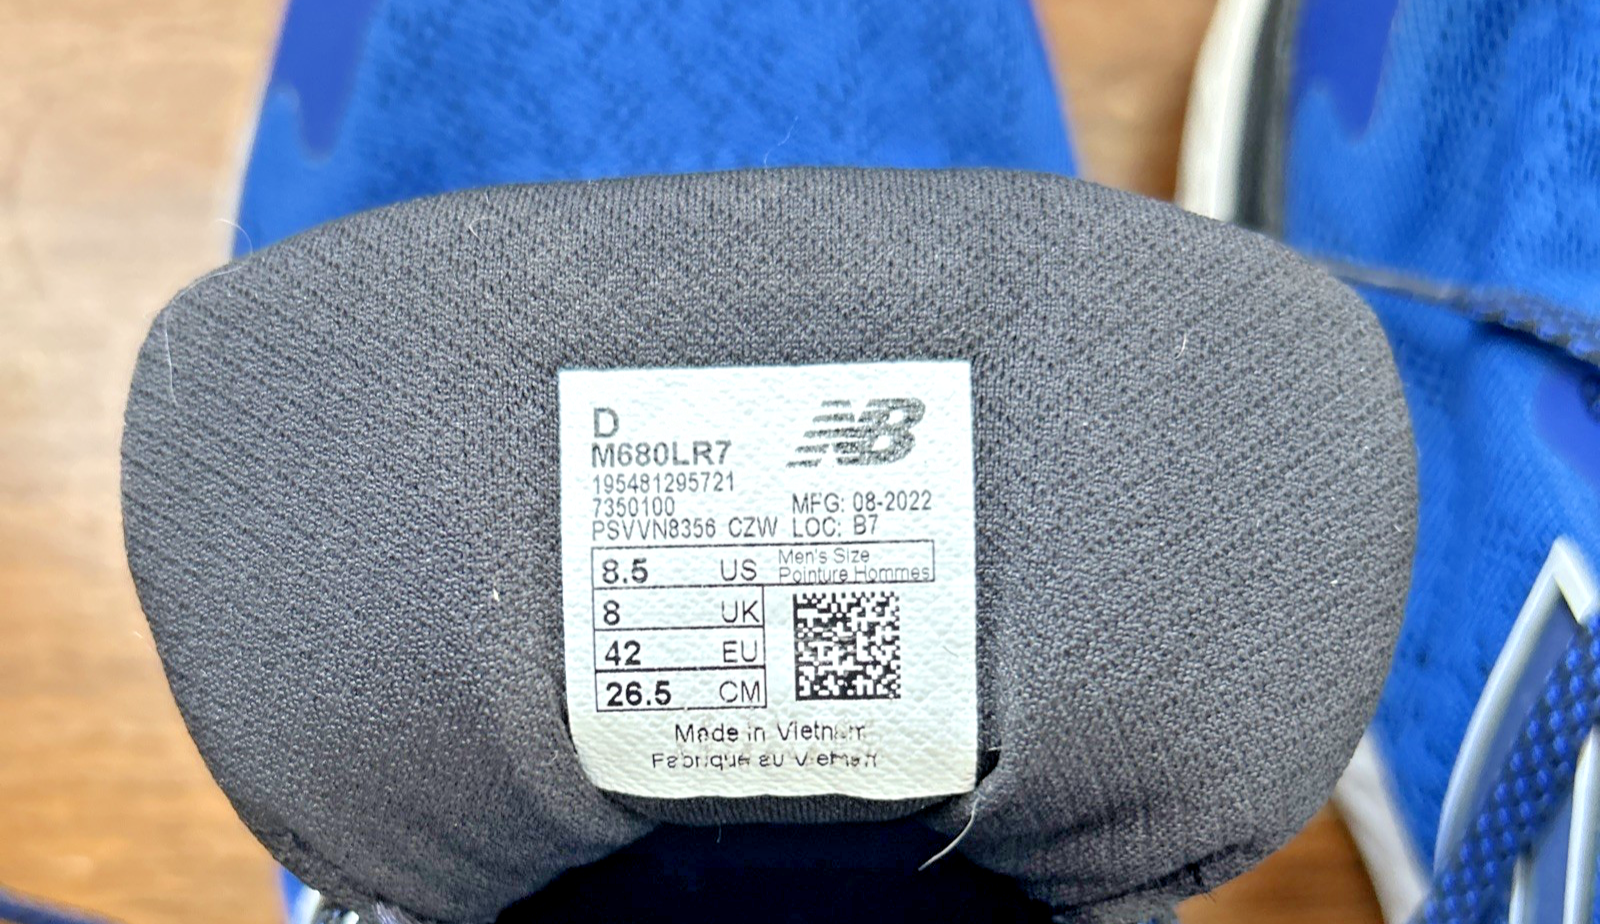 D
NB
M680LR7
195481295721
7350100
MFG: 08-2022
PSVVN8356 CZW LOC: B7
8.5 US Men's Size
Pointure Hommes
8 UK
42 EU
26.5 CM
Made in Vietnam
Fabriqué au Vietnam